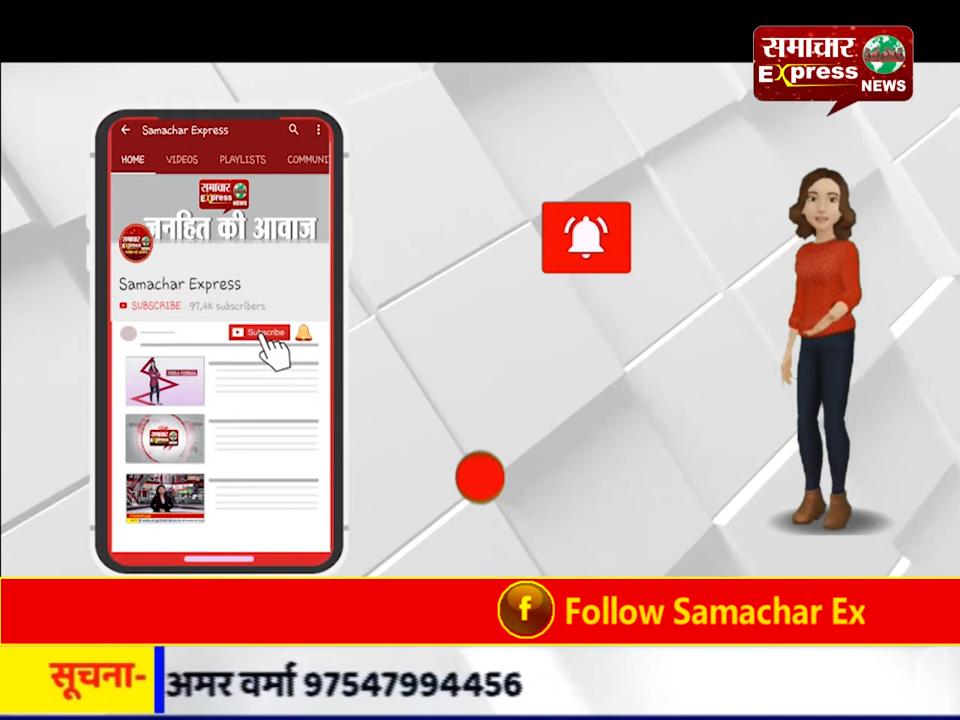 समाचार
Express
NEWS
Samachar Express
HOME VIDEOS PLAYLISTS COMMUNI
समाचार
Express
NEWS
जनहित की आवाज
Samachar Express
SUBSCRIBE 97.4K subscribers
Subscribe
f Follow Samachar Ex
सूचना- अमर वर्मा 97547994456